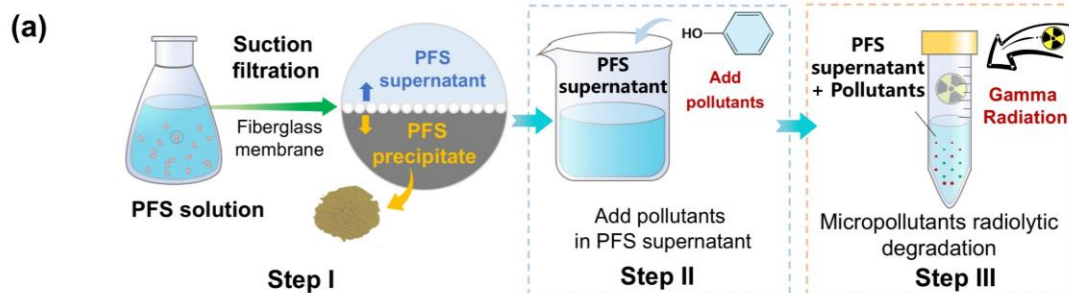 (a)
Suction
filtration
Fiberglass
membrane
PFS solution
PFS
supernatant
PFS
precipitate
Step I
PFS
supernatant
HO
Add
pollutants
Add pollutants
in PFS supernatant
Step II
PFS
supernatant
+ Pollutants
Gamma
Radiation
Micropollutants radiolytic
degradation
Step III